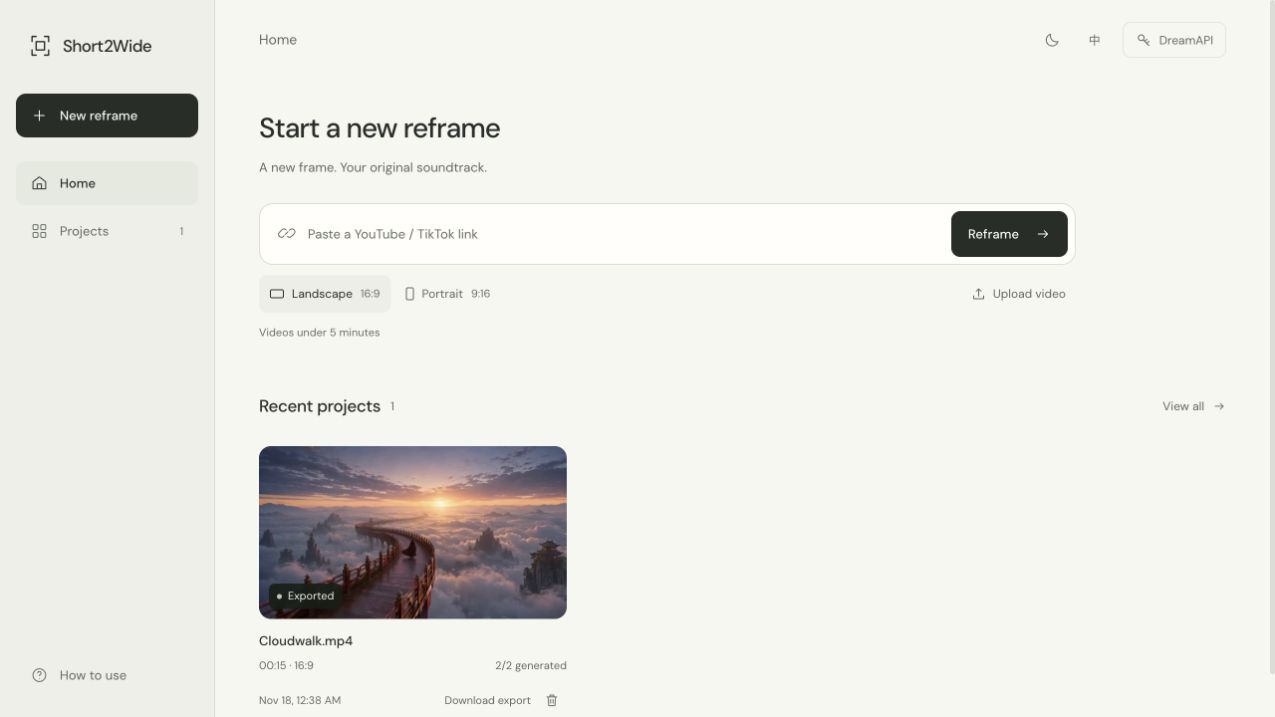 Short2Wide
New reframe
Home
Projects 1
How to use
Home
中
DreamAPI
Start a new reframe
A new frame. Your original soundtrack.
Paste a YouTube / TikTok link
Reframe
Landscape 16:9
Portrait 9:16
Upload video
Videos under 5 minutes
Recent projects 1
View all
Exported
Cloudwalk.mp4
00:15 · 16:9
2/2 generated
Nov 18, 12:38 AM
Download export